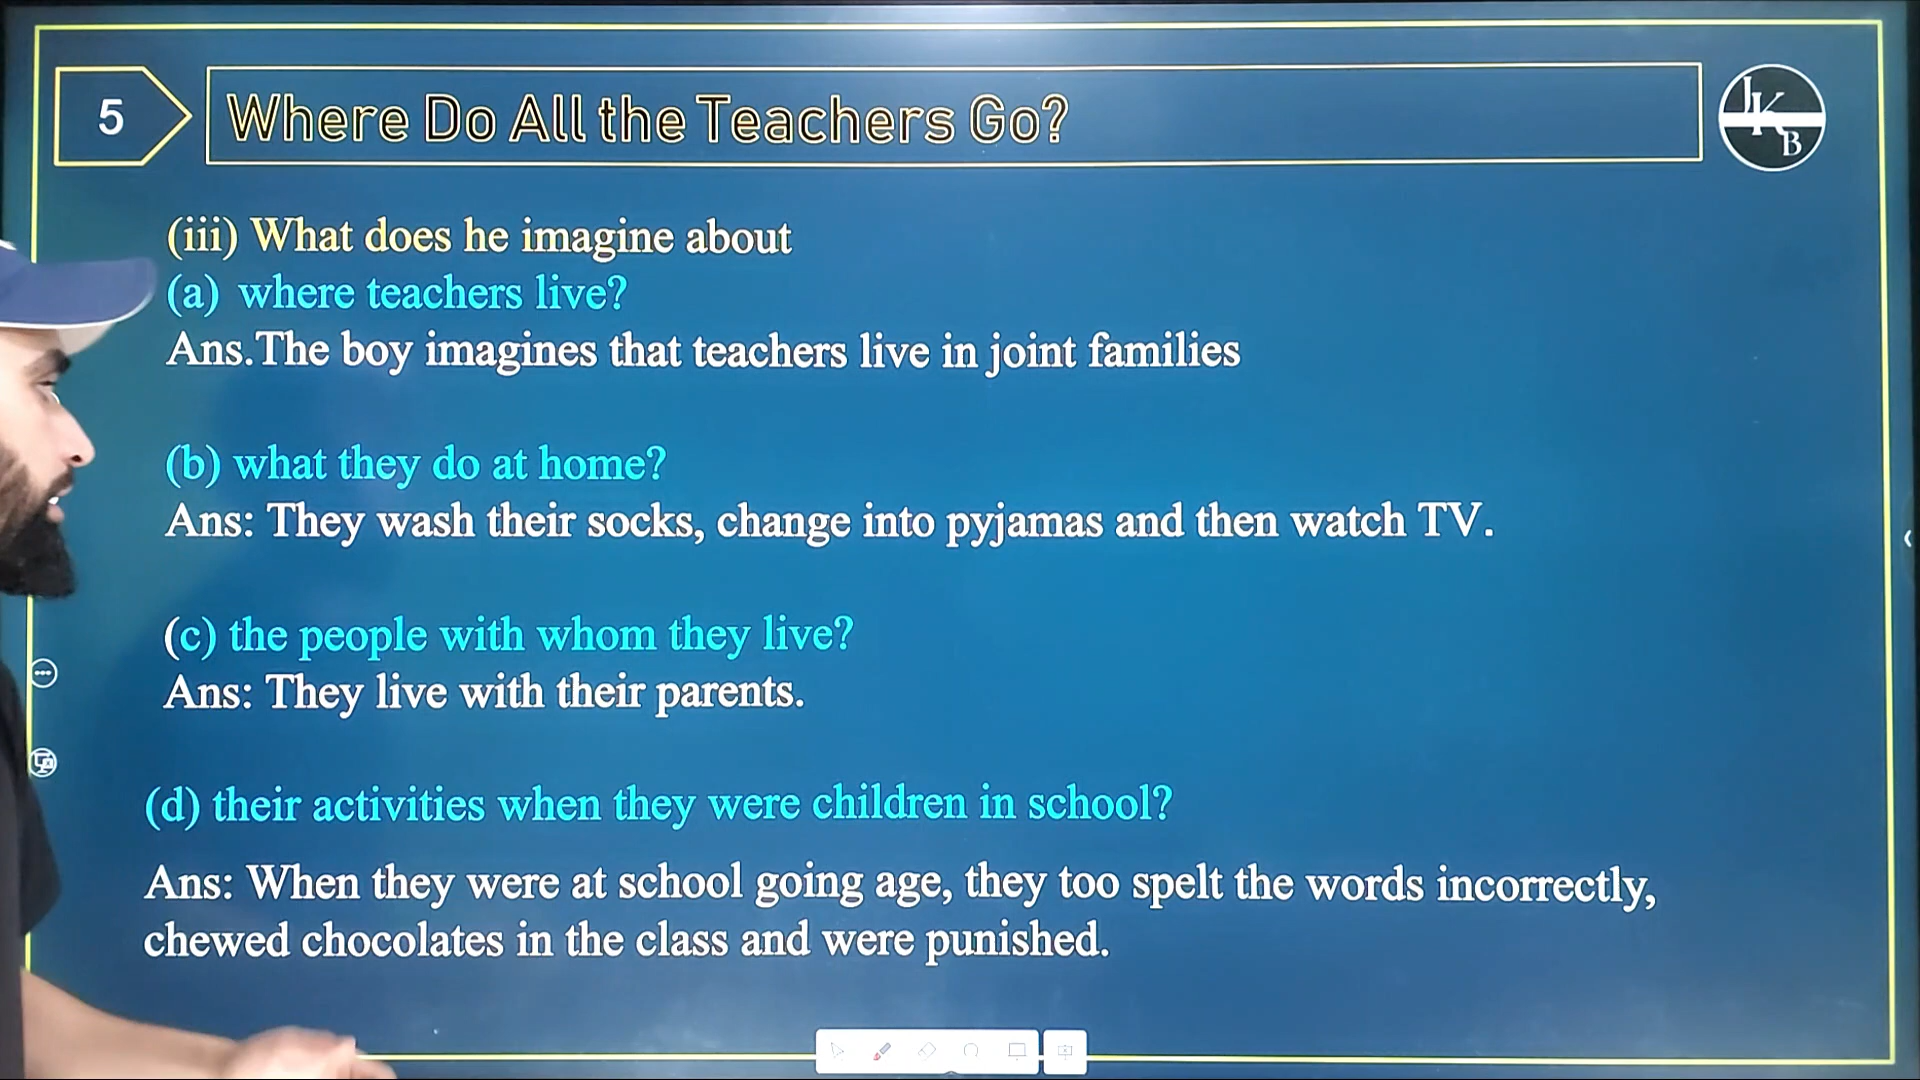 5
Where Do All the Teachers Go?
JKB
(iii) What does he imagine about
(a) where teachers live?
Ans.The boy imagines that teachers live in joint families
(b) what they do at home?
Ans: They wash their socks, change into pyjamas and then watch TV.
(c) the people with whom they live?
Ans: They live with their parents.
(d) their activities when they were children in school?
Ans: When they were at school going age, they too spelt the words incorrectly,
chewed chocolates in the class and were punished.